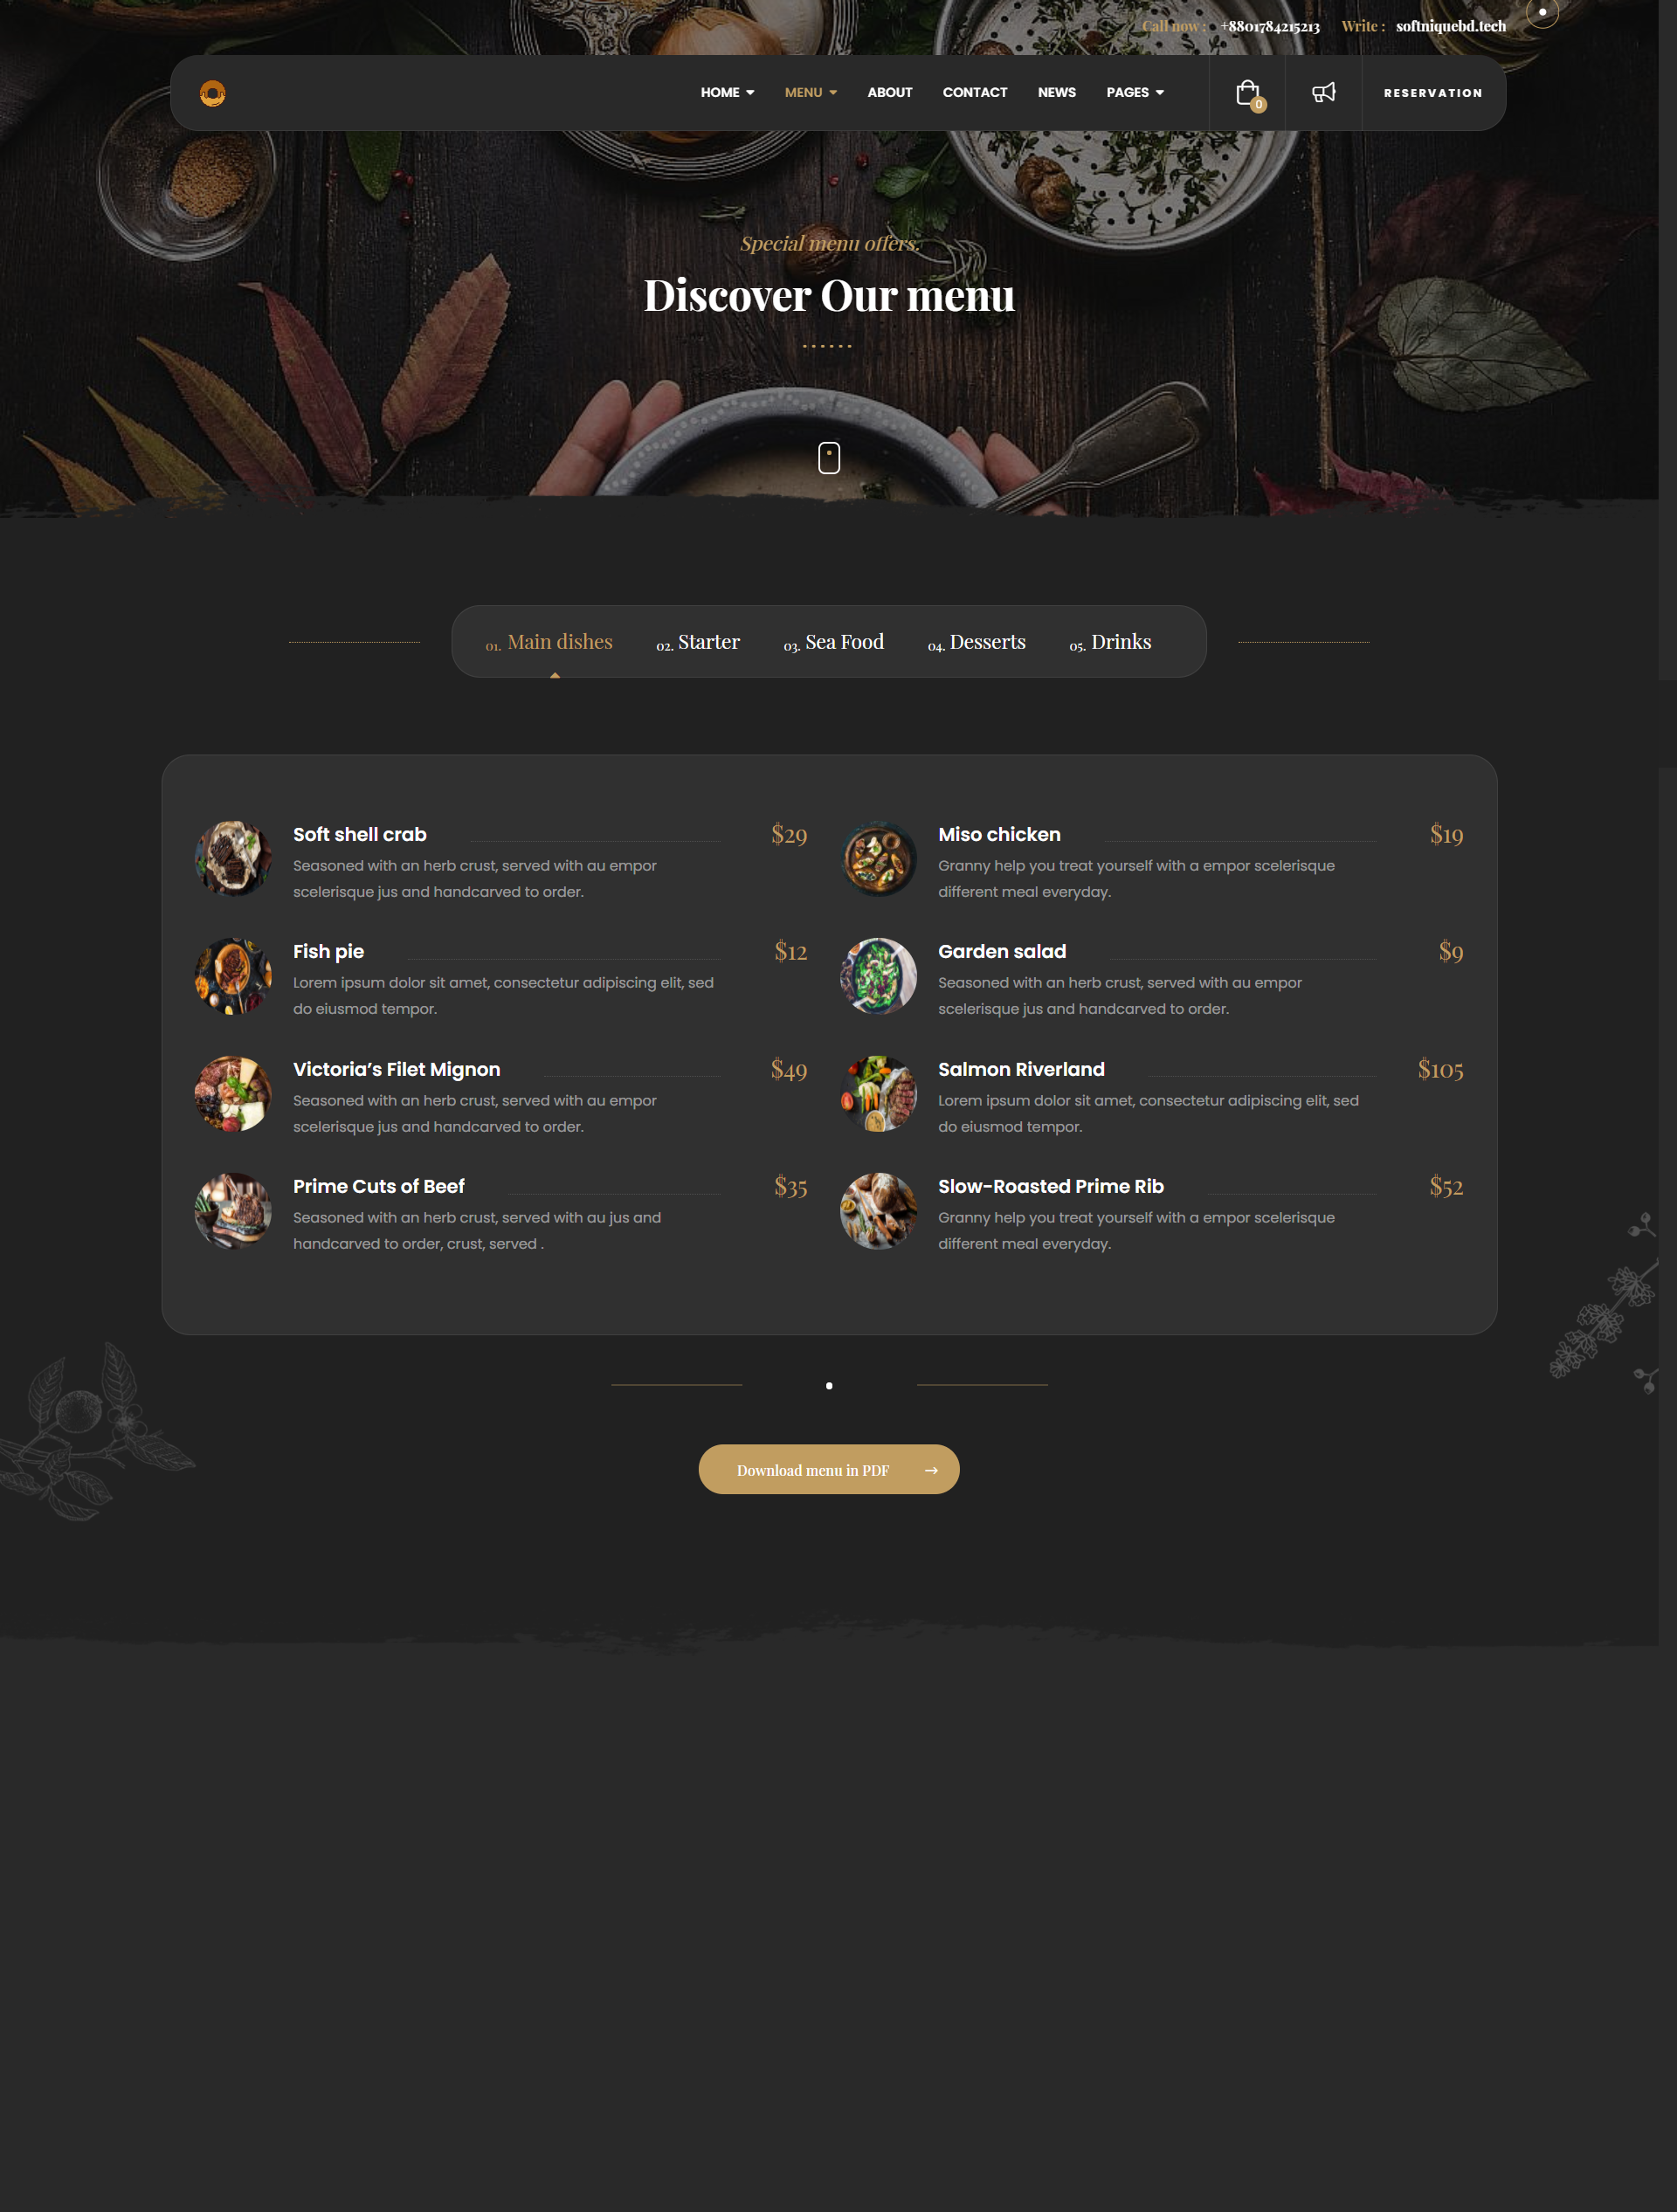 Call now : +8801784215213 Write : softniquebd.tech
HOME MENU ABOUT CONTACT NEWS PAGES 0 RESERVATION
Special menu offers.
Discover Our menu
01. Main dishes 02. Starter 03. Sea Food 04. Desserts 05. Drinks
Soft shell crab $29
Seasoned with an herb crust, served with au empor
scelerisque jus and handcarved to order.
Miso chicken $19
Granny help you treat yourself with a empor scelerisque
different meal everyday.
Fish pie $12
Lorem ipsum dolor sit amet, consectetur adipiscing elit, sed
do eiusmod tempor.
Garden salad $9
Seasoned with an herb crust, served with au empor
scelerisque jus and handcarved to order.
Victoria’s Filet Mignon $49
Seasoned with an herb crust, served with au empor
scelerisque jus and handcarved to order.
Salmon Riverland $105
Lorem ipsum dolor sit amet, consectetur adipiscing elit, sed
do eiusmod tempor.
Prime Cuts of Beef $35
Seasoned with an herb crust, served with au jus and
handcarved to order, crust, served .
Slow-Roasted Prime Rib $52
Granny help you treat yourself with a empor scelerisque
different meal everyday.
Download menu in PDF →